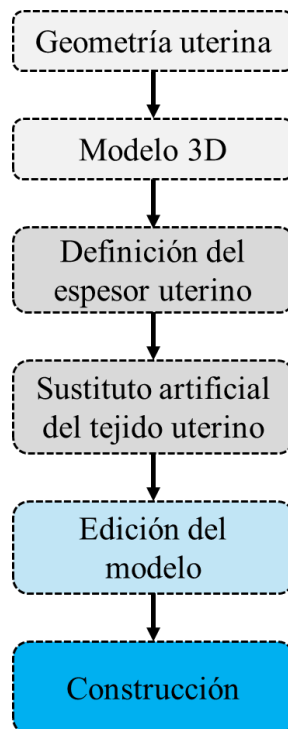 Geometría uterina
Modelo 3D
Definición del
espesor uterino
Sustituto artificial
del tejido uterino
Edición del
modelo
Construcción